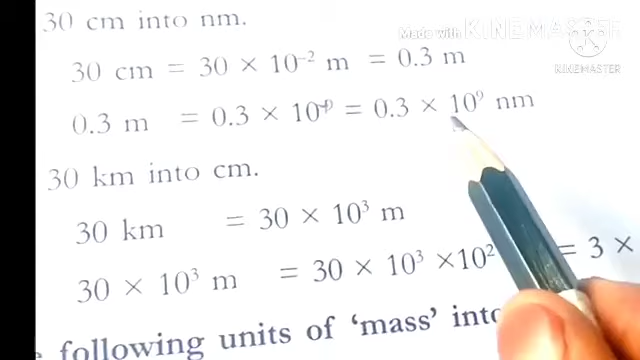 30 cm into nm.
Made with KINEMASTER
KINEMASTER
30 cm = 30 × 10⁻² m = 0.3 m
0.3 m = 0.3 × = 0.3 × 10⁹ nm
30 km into cm.
30 km = 30 × 10³ m
30 × 10³ m = 30 × 10³ ×10² = 3 ×
following units of ‘mass’ into